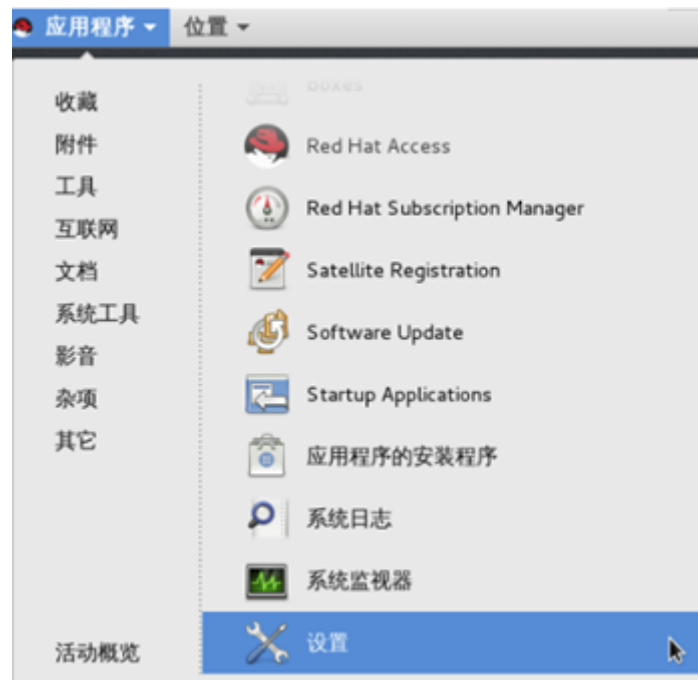 应用程序 位置
收藏
附件
工具
互联网
文档
系统工具
影音
杂项
其它
活动概览
Boxes
Red Hat Access
Red Hat Subscription Manager
Satellite Registration
Software Update
Startup Applications
应用程序的安装程序
系统日志
系统监视器
设置